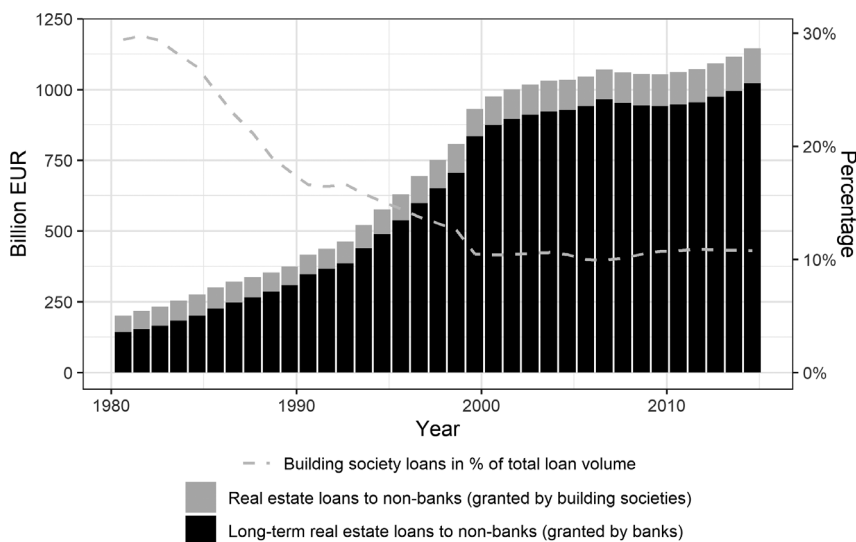 1250
1000
750
500
250
0
Billion EUR
30%
20%
10%
0%
Percentage
1980
1990
2000
2010
Year
Building society loans in % of total loan volume
Real estate loans to non-banks (granted by building societies)
Long-term real estate loans to non-banks (granted by banks)